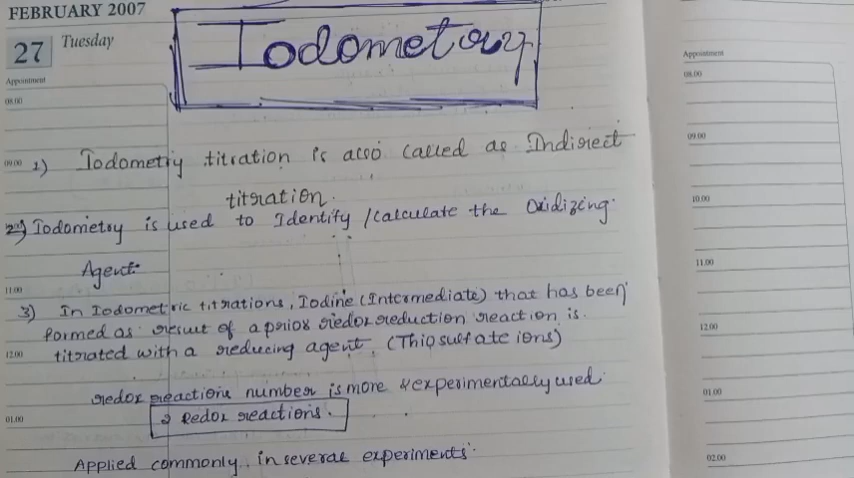 FEBRUARY 2007
27 Tuesday
Iodometry
Appointment
08.00
09.00
1) Iodometry titration is also called as Indirect
titration.
2) Iodometry is used to Identify / calculate the Oxidizing
Agent.
11.00
3) In Iodometric titrations, Iodine (Intermediate) that has been
formed as result of a prior redox reduction reaction is
12.00
titrated with a reducing agent. (Thiosulfate ions)
redox reactions number is more & experimentally used.
01.00
2 Redox reactions.
Applied commonly in several experiments.
Appointment
08.00
09.00
10.00
11.00
12.00
01.00
02.00